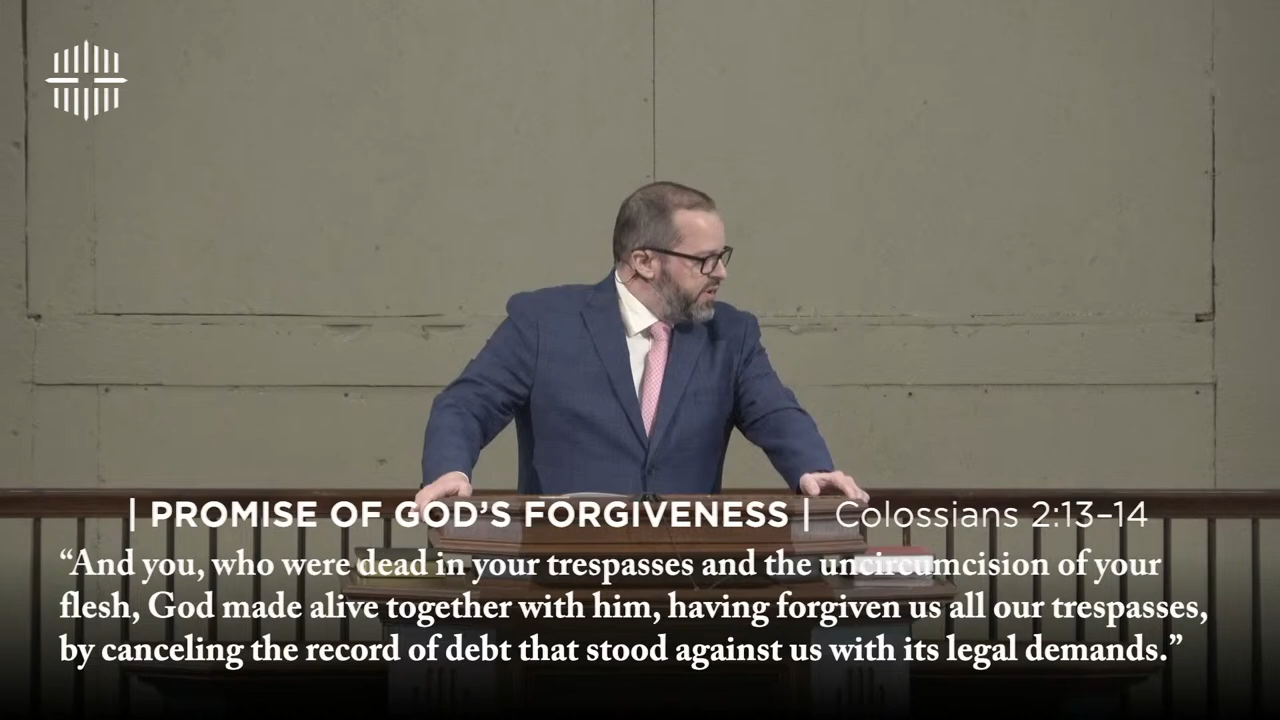 | PROMISE OF GOD’S FORGIVENESS | Colossians 2:13–14
“And you, who were dead in your trespasses and the uncircumcision of your
flesh, God made alive together with him, having forgiven us all our trespasses,
by canceling the record of debt that stood against us with its legal demands.”